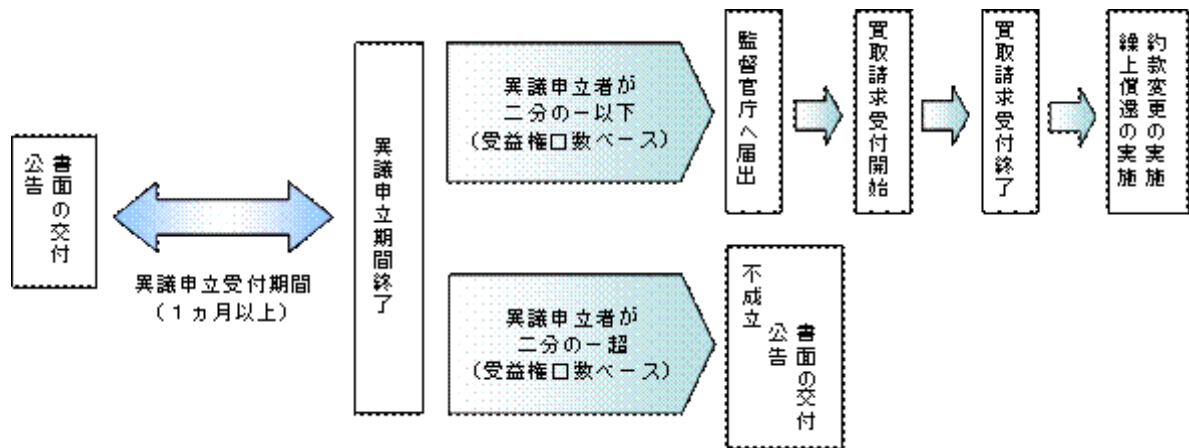 書面の交付
公告
異議申立受付期間
（１ヵ月以上）
異議申立期間終了
異議申立者が
二分の一以下
（受益権口数ベース）
監督官庁へ届出
買取請求受付開始
買取請求受付終了
約款変更の実施
繰上償還の実施
異議申立者が
二分の一超
（受益権口数ベース）
不成立
書面の交付
公告